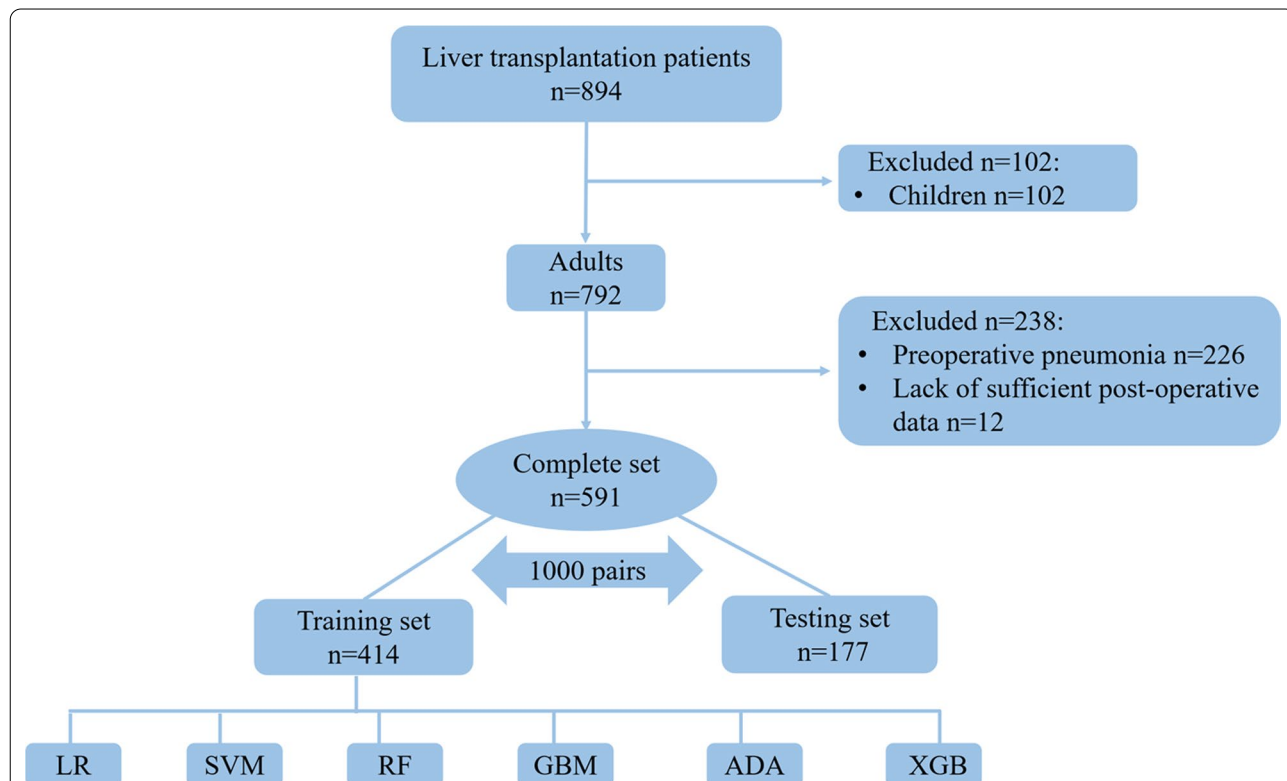 Liver transplantation patients
n=894
Excluded n=102:
• Children n=102
Adults
n=792
Excluded n=238:
• Preoperative pneumonia n=226
• Lack of sufficient post-operative
data n=12
Complete set
n=591
1000 pairs
Training set
n=414
Testing set
n=177
LR
SVM
RF
GBM
ADA
XGB